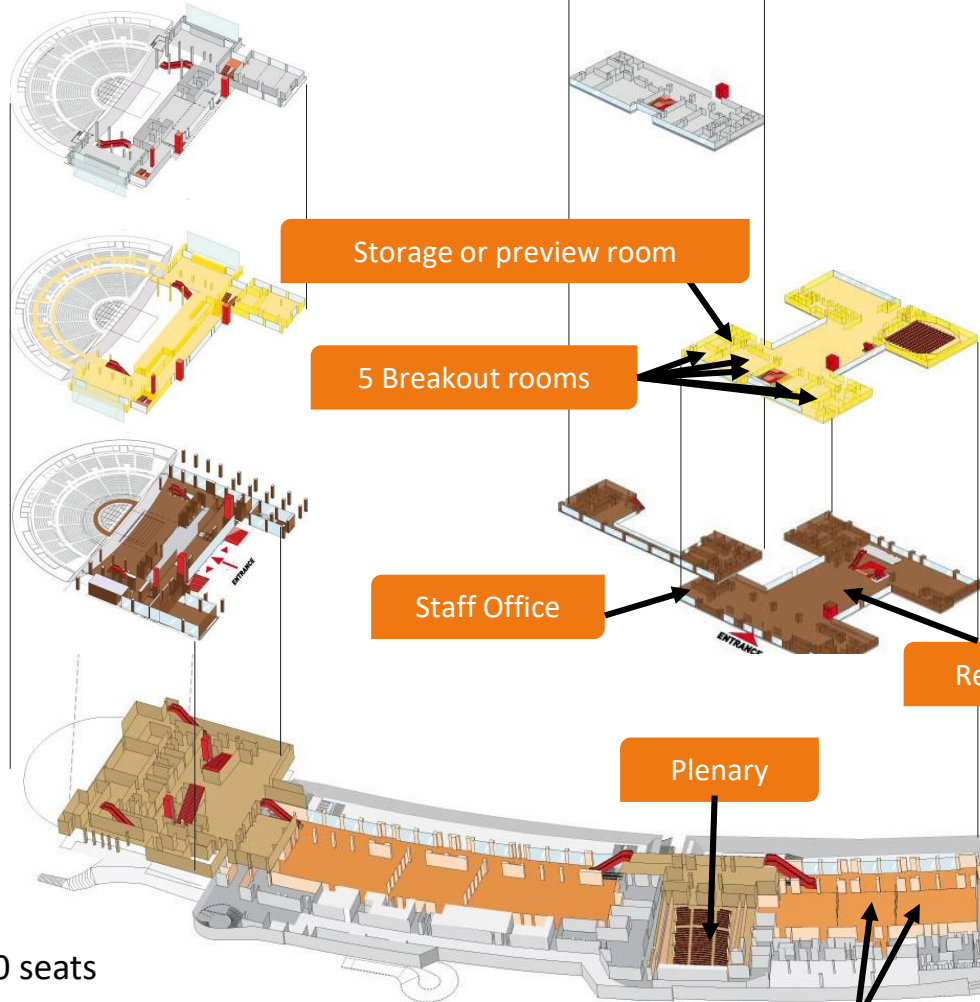 Storage or preview room
5 Breakout rooms
ENTRANCE
Staff Office
ENTRANCE
Re
Plenary
0 seats